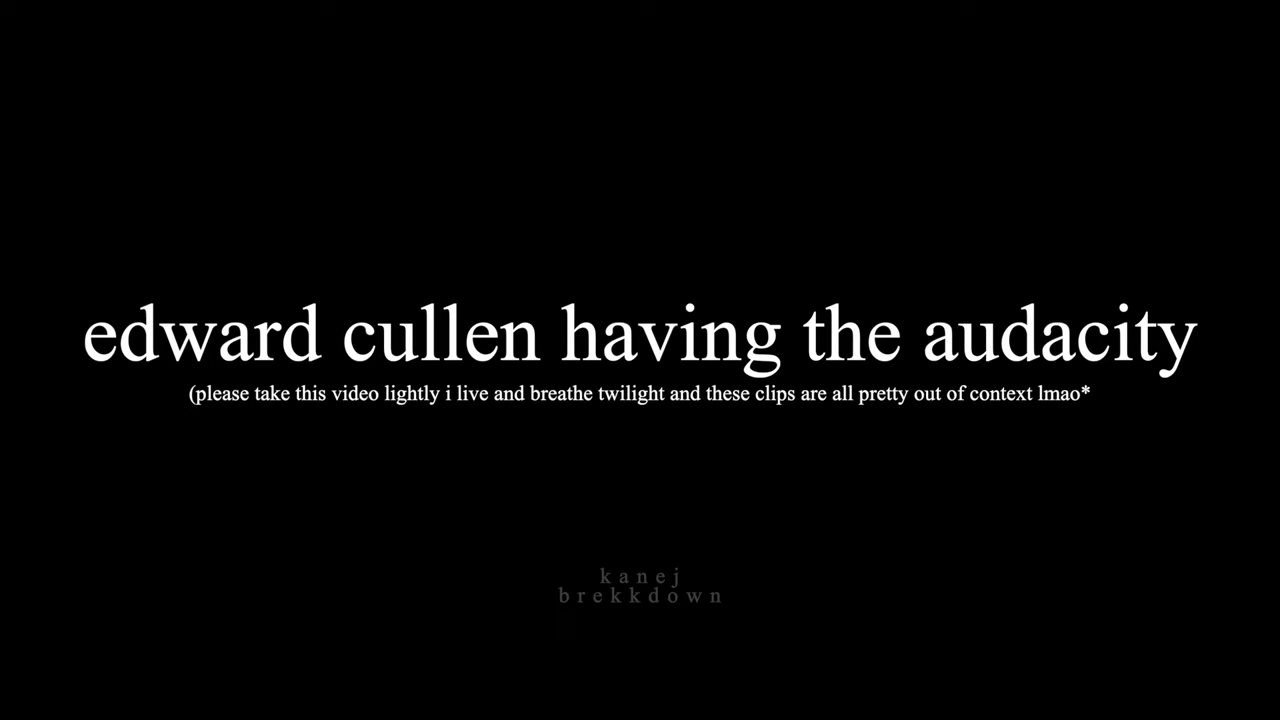 edward cullen having the audacity
(please take this video lightly i live and breathe twilight and these clips are all pretty out of context lmao*
kanej
brekkdown